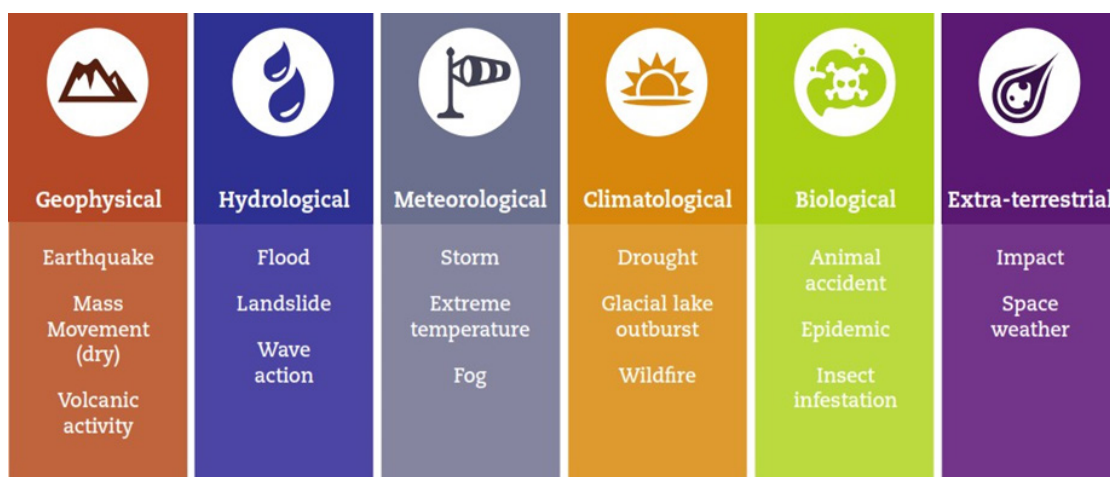 Geophysical
Earthquake
Mass
Movement
(dry)
Volcanic
activity
Hydrological
Flood
Landslide
Wave
action
Meteorological
Storm
Extreme
temperature
Fog
Climatological
Drought
Glacial lake
outburst
Wildfire
Biological
Animal
accident
Epidemic
Insect
infestation
Extra-terrestrial
Impact
Space
weather